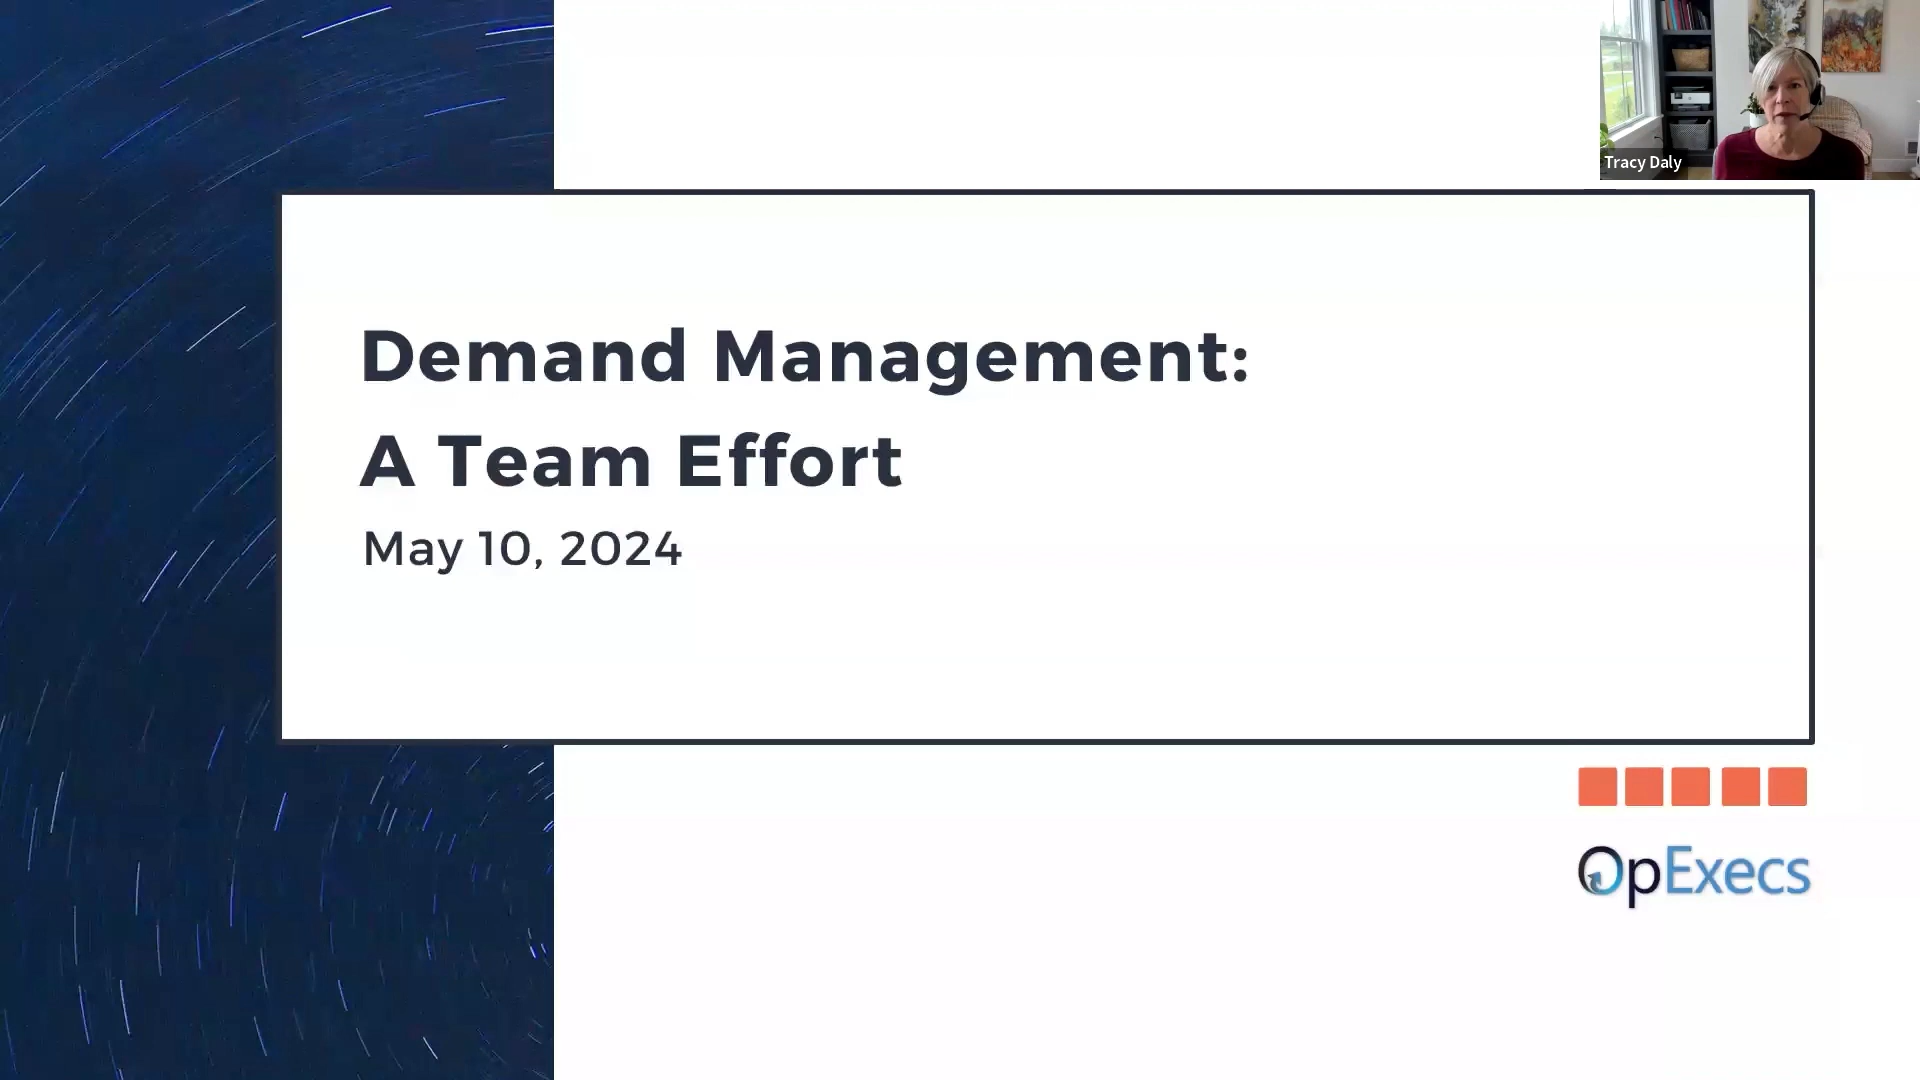 Tracy Daly
Demand Management:
A Team Effort
May 10, 2024
OpExecs